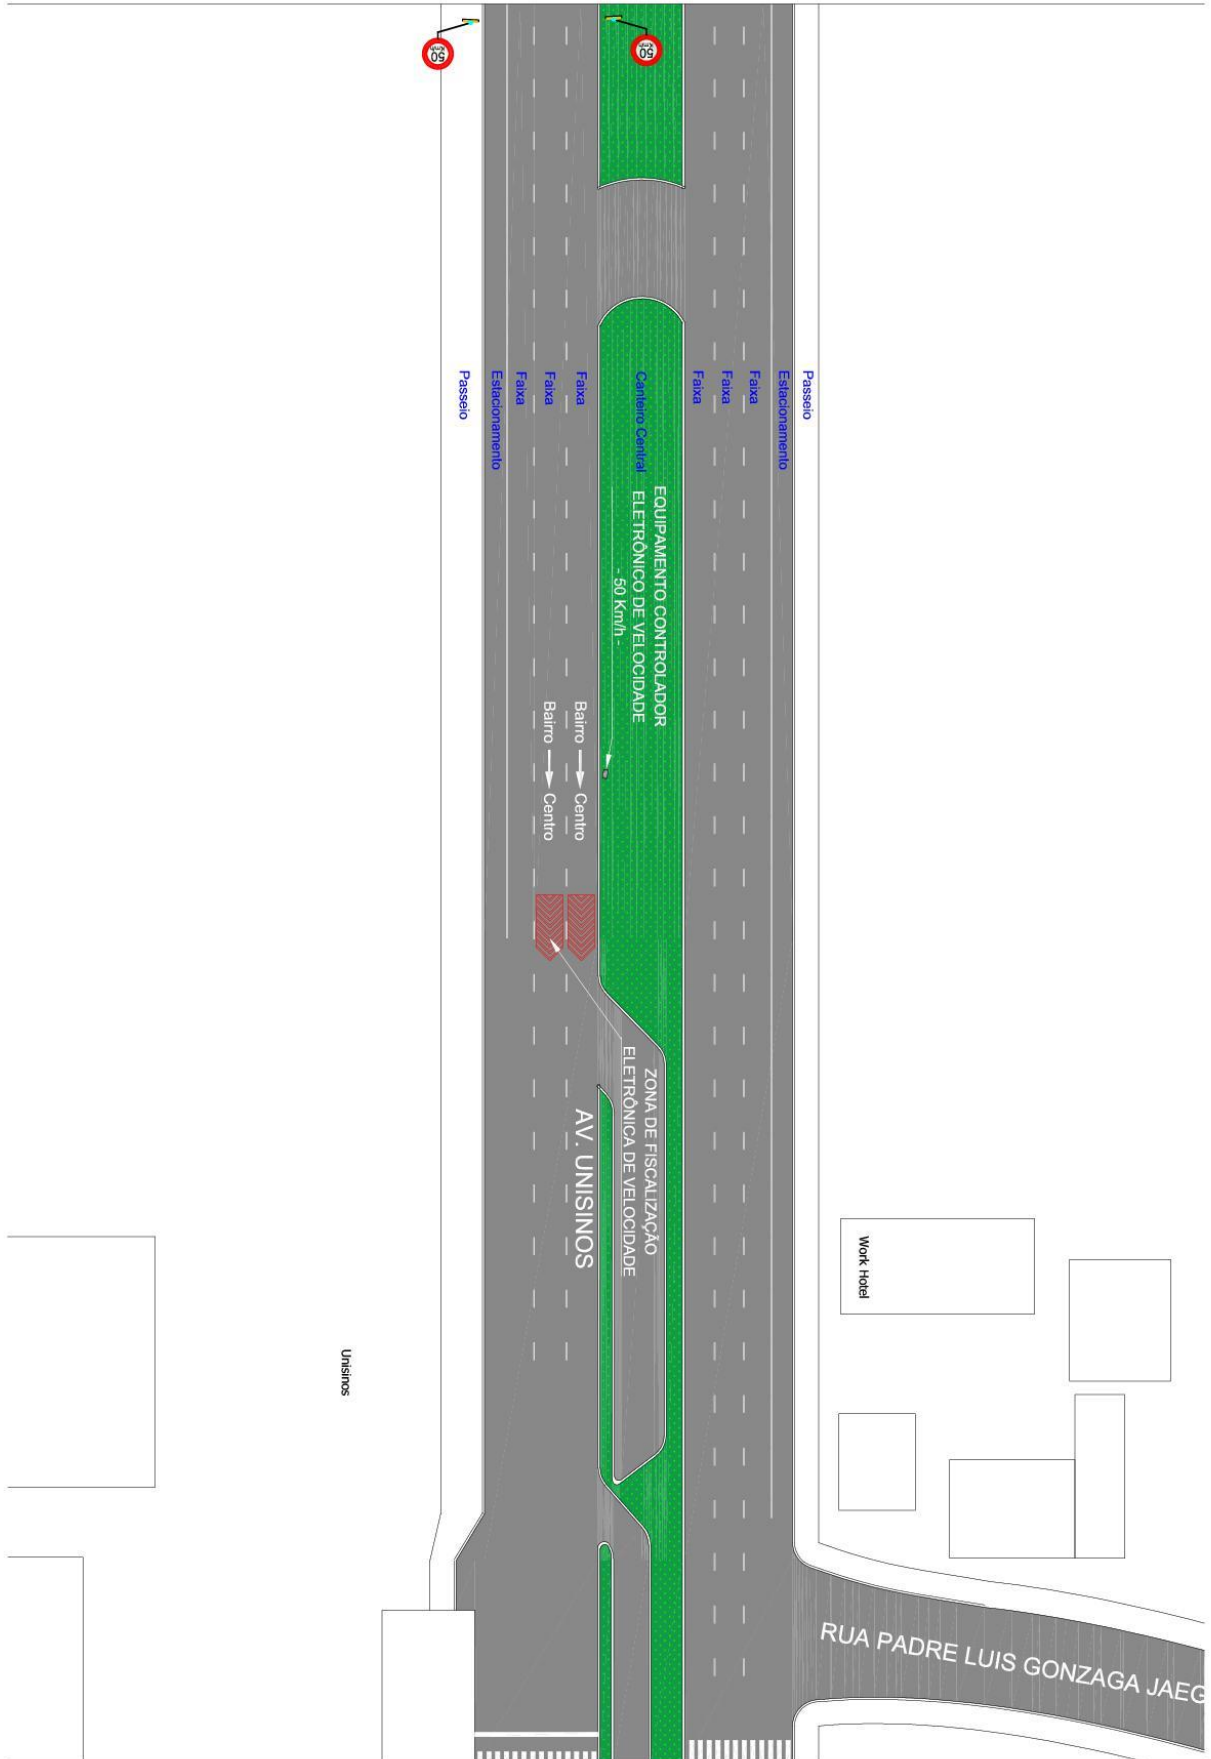 50
km/h
50
km/h
Passeio
Estacionamento
Faixa
Faixa
Faixa
Canteiro Central
Faixa
Faixa
Faixa
Estacionamento
Passeio
EQUIPAMENTO CONTROLADOR
ELETRÔNICO DE VELOCIDADE
- 50 Km/h -
Bairro
Centro
Bairro
Centro
ZONA DE FISCALIZAÇÃO
ELETRÔNICA DE VELOCIDADE
AV. UNISINOS
Work Hotel
Unisinos
RUA PADRE LUIS GONZAGA JAEG